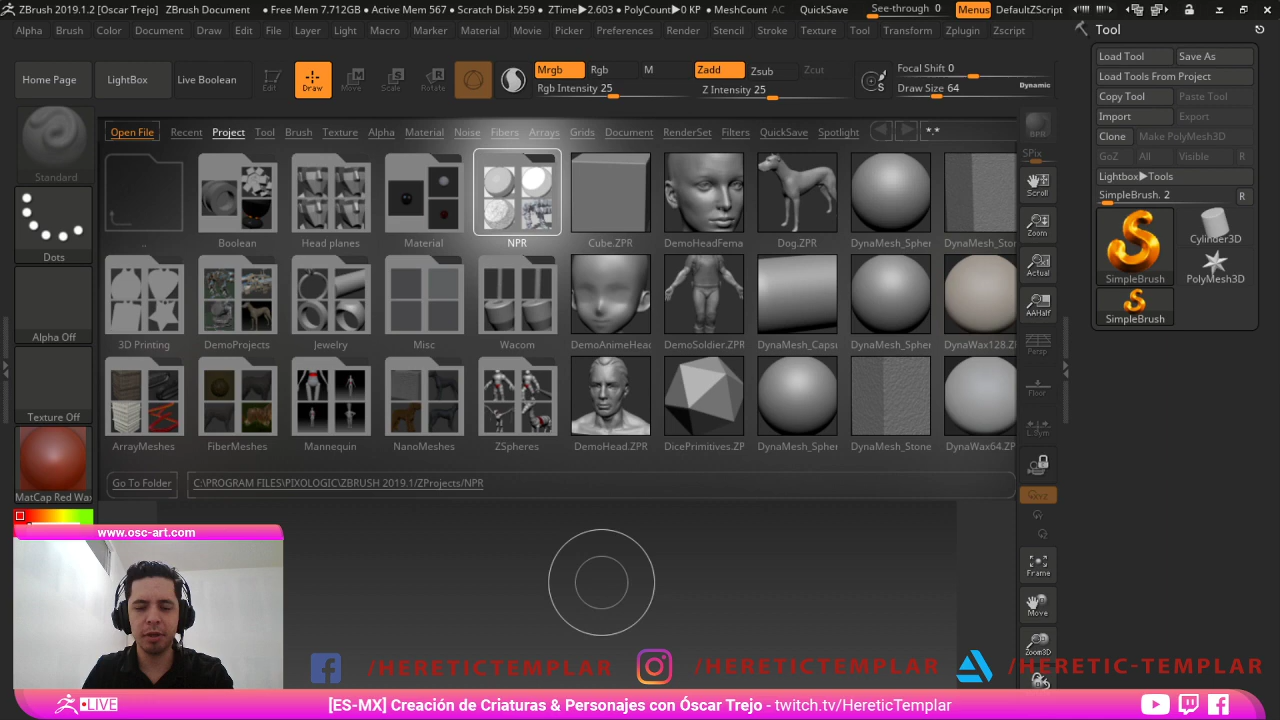 ZBrush 2019.1.2 [Oscar Trejo] ZBrush Document • Free Mem 7.712GB • Active Mem 567 • Scratch Disk 259 • ZTime▶2.603 • PolyCount▶0 KP • MeshCount AC QuickSave See-through 0 Menus DefaultZScript
Alpha Brush Color Document Draw Edit File Layer Light Macro Marker Material Movie Picker Preferences Render Stencil Stroke Texture Tool Transform Zplugin Zscript
Home Page LightBox Live Boolean Edit Draw Move Scale Rotate
Mrgb Rgb M Zadd Zsub Zcut
Rgb Intensity 25 Z Intensity 25
Focal Shift 0
Draw Size 64 Dynamic
Standard
Dots
Alpha Off
Texture Off
MatCap Red Wax
Open File Recent Project Tool Brush Texture Alpha Material Noise Fibers Arrays Grids Document RenderSet Filters QuickSave Spotlight *.*
.. Boolean Head planes Material NPR Cube.ZPR DemoHeadFema Dog.ZPR DynaMesh_Spher DynaMesh_Stor
3D Printing DemoProjects Jewelry Misc Wacom DemoAnimeHead DemoSoldier.ZPR DynaMesh_Capsu DynaMesh_Spher DynaWax128.ZF
ArrayMeshes FiberMeshes Mannequin NanoMeshes ZSpheres DemoHead.ZPR DicePrimitives.ZP DynaMesh_Spher DynaMesh_Stone DynaWax64.ZP
Go To Folder C:\PROGRAM FILES\PIXOLOGIC\ZBRUSH 2019.1/ZProjects/NPR
BPR
SPix
Scroll
Zoom
Actual
AAHalf
Persp
Floor
L.Sym
Frame
Move
Zoom3D
Tool
Load Tool Save As
Load Tools From Project
Copy Tool Paste Tool
Import Export
Clone Make PolyMesh3D
GoZ All Visible R
Lightbox▶Tools
SimpleBrush. 2 R
Cylinder3D
SimpleBrush PolyMesh3D
SimpleBrush
www.osc-art.com
/HERETICTEMPLAR /HERETICTEMPLAR /HERETIC-TEMPLAR
LIVE [ES-MX] Creación de Criaturas & Personajes con Óscar Trejo - twitch.tv/HereticTemplar